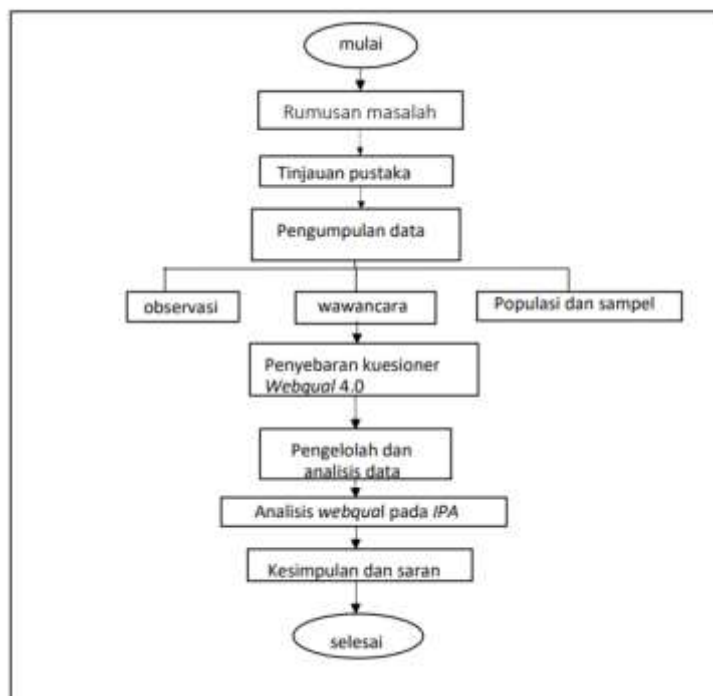 mulai
Rumusan masalah
Tinjauan pustaka
Pengumpulan data
observasi
wawancara
Populasi dan sampel
Penyebaran kuesioner
Webqual 4.0
Pengelolah dan
analisis data
Analisis webqual pada IPA
Kesimpulan dan saran
selesai